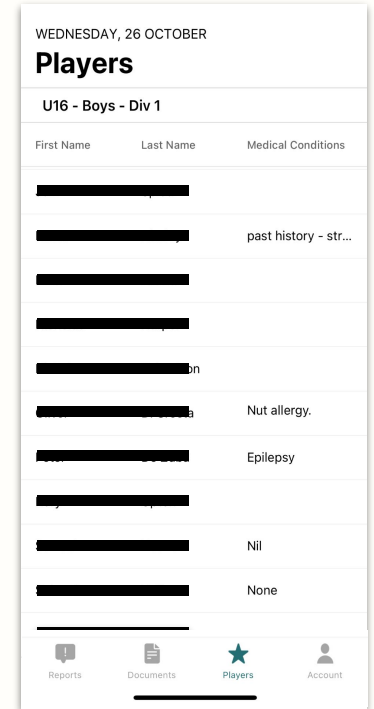 WEDNESDAY, 26 OCTOBER
Players
U16 - Boys - Div 1
First Name Last Name Medical Conditions
past history - str...
Nut allergy.
Epilepsy
Nil
None
Reports Documents Players Account